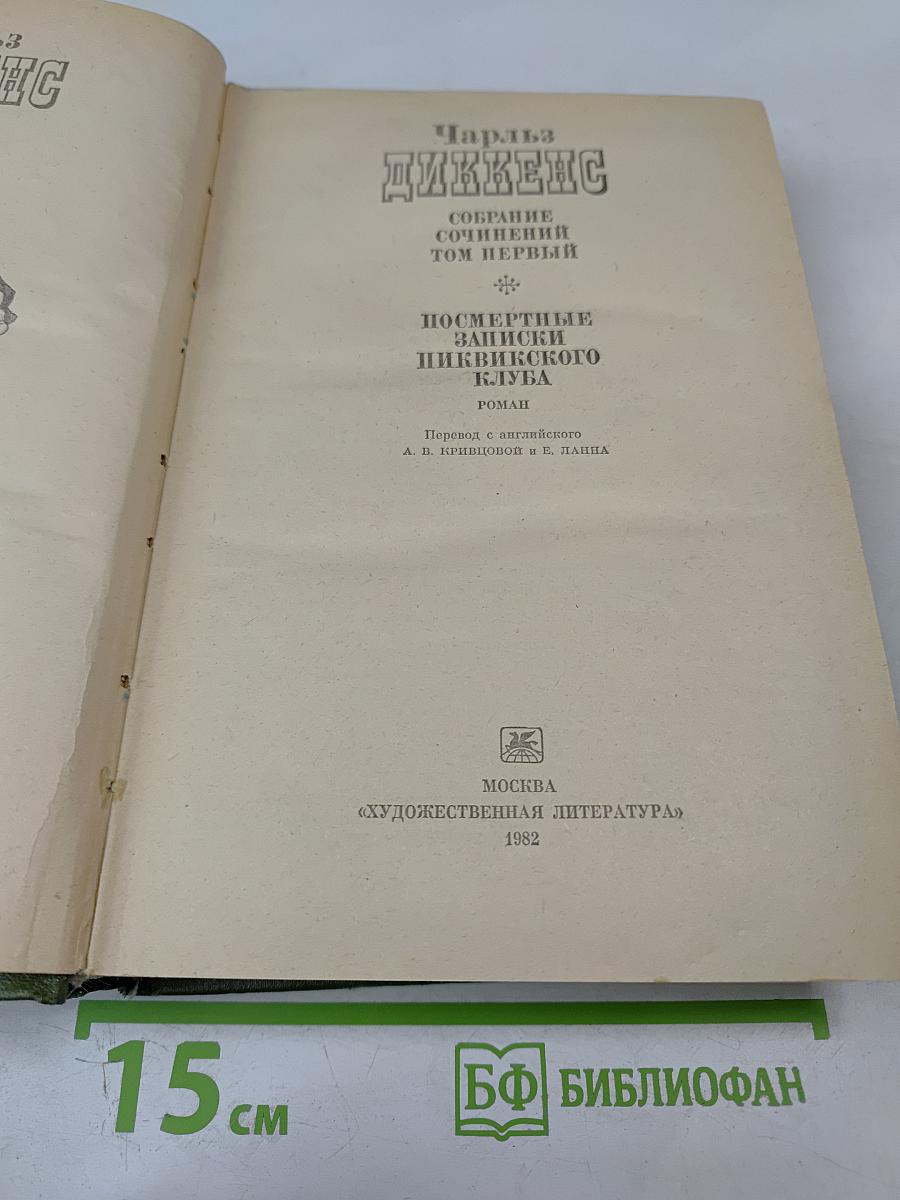 Чарльз
ДИККЕНС
СОБРАНИЕ
СОЧИНЕНИЙ
ТОМ ПЕРВЫЙ
ПОСМЕРТНЫЕ
ЗАПИСКИ
ПИКВИКСКОГО
КЛУБА
РОМАН
Перевод с английского
А. В. КРИВЦОВОЙ и Е. ЛАННА
МОСКВА
«ХУДОЖЕСТВЕННАЯ ЛИТЕРАТУРА»
1982
15 см
БФ БИБЛИОФАН